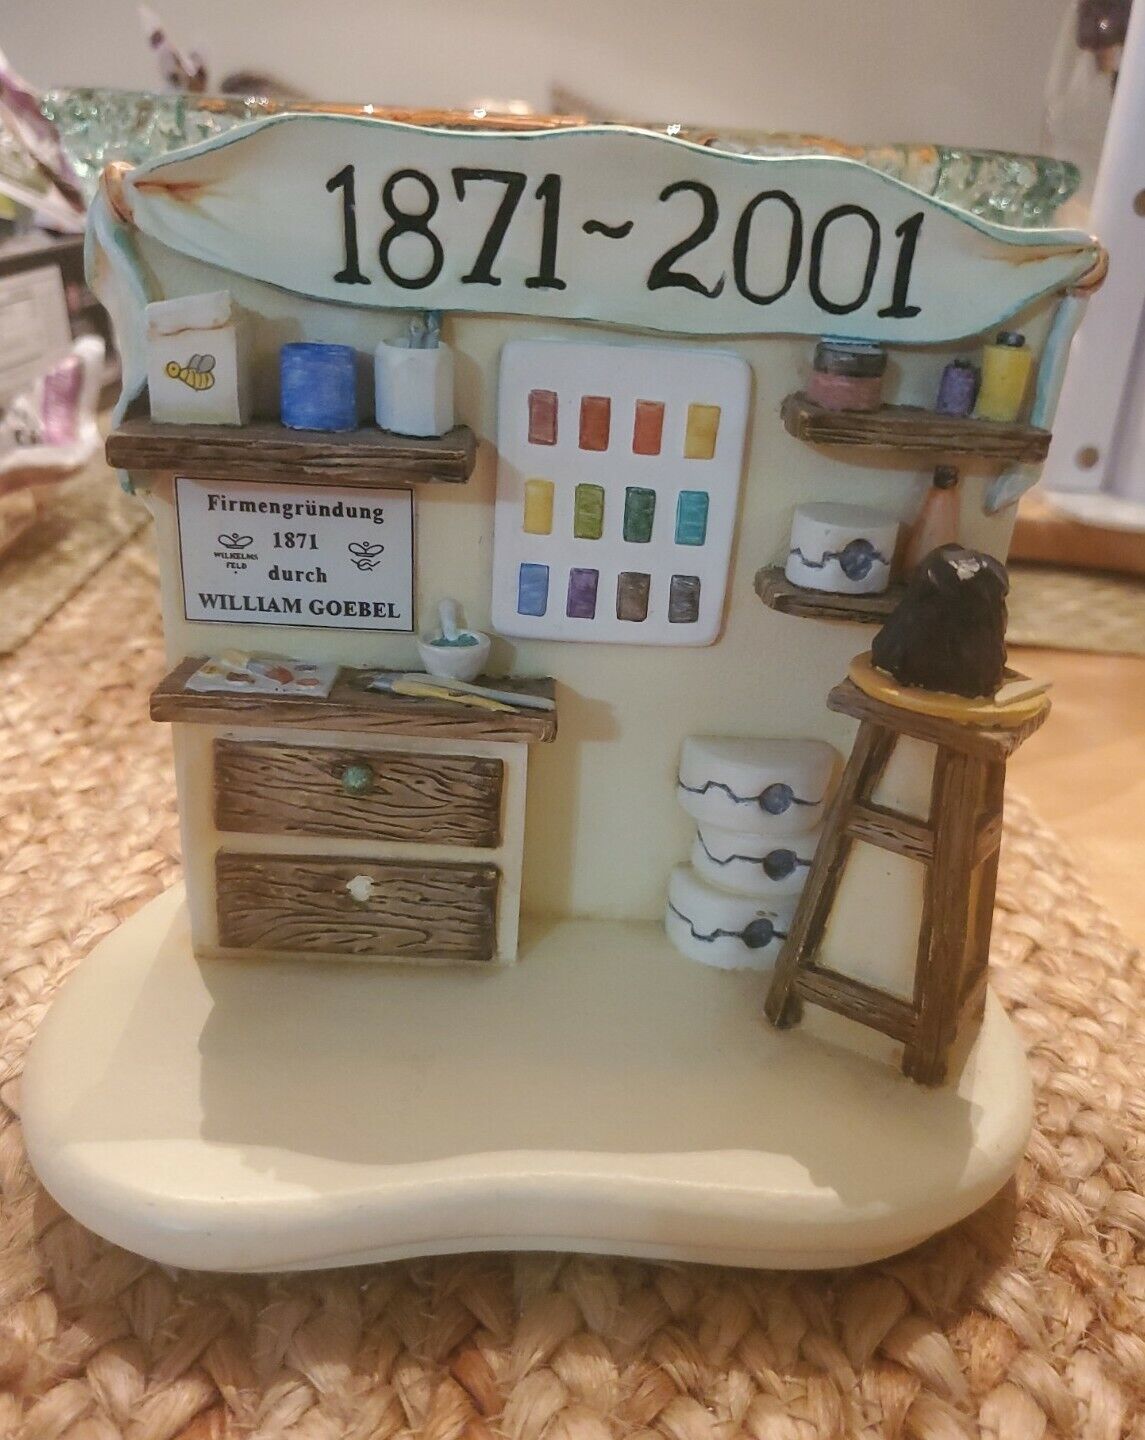 1871~2001
Firmengründung
1871
WILHELMS
FELD
durch
WILLIAM GOEBEL